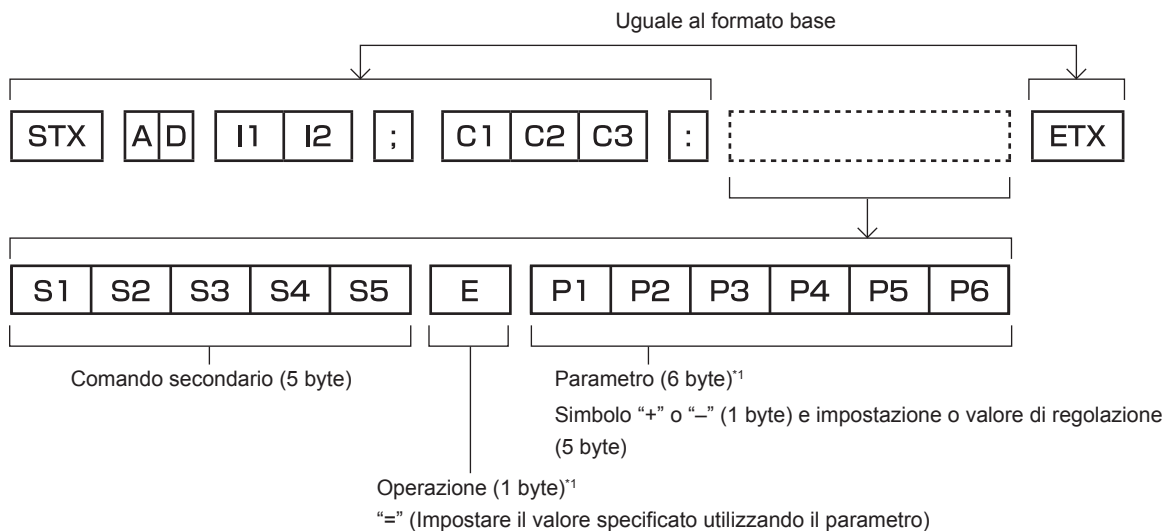 Uguale al formato base
STX A D I1 I2 ; C1 C2 C3 : ETX
S1 S2 S3 S4 S5 E P1 P2 P3 P4 P5 P6
Comando secondario (5 byte)
Parametro (6 byte)*1
Simbolo “+” o “–” (1 byte) e impostazione o valore di regolazione
(5 byte)
Operazione (1 byte)*1
“=” (Impostare il valore specificato utilizzando il parametro)